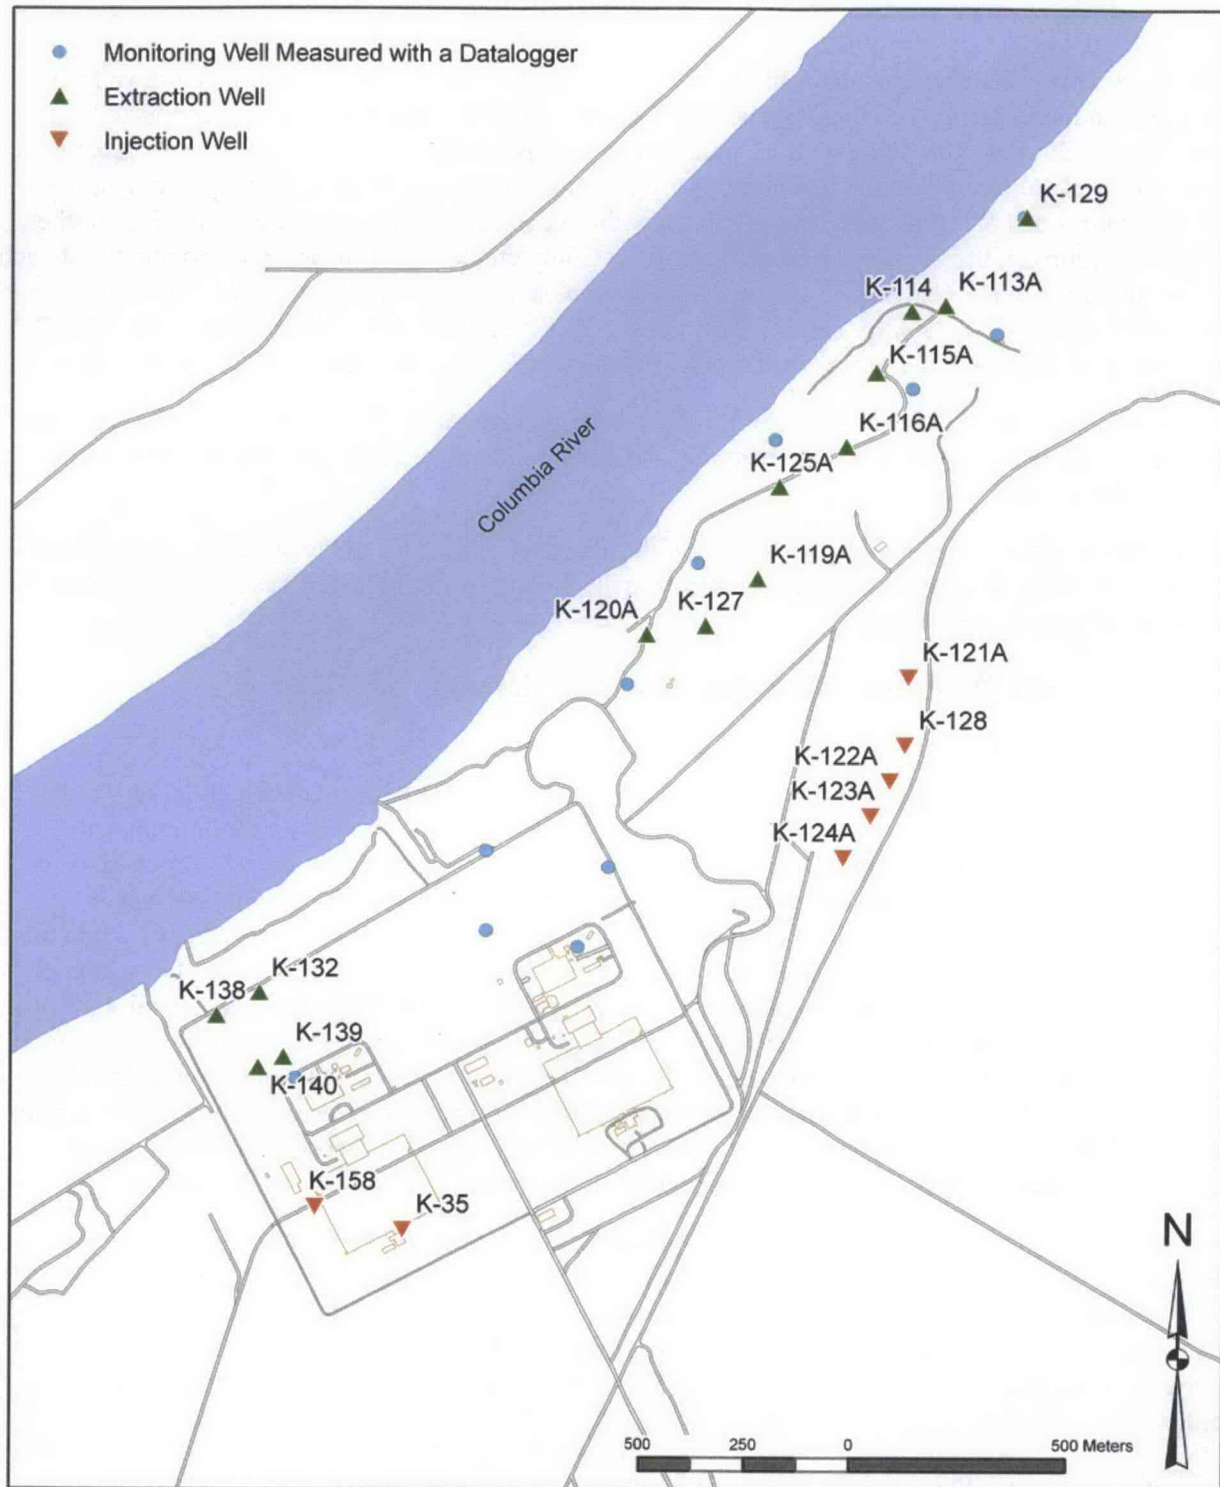 Monitoring Well Measured with a Datalogger
Extraction Well
Injection Well
K-129
K-114
K-113A
K-115A
K-116A
K-125A
Columbia River
K-119A
K-127
K-120A
K-121A
K-128
K-122A
K-123A
K-124A
K-132
K-138
K-139
K-140
K-158
K-35
N
500 250 0 500 Meters